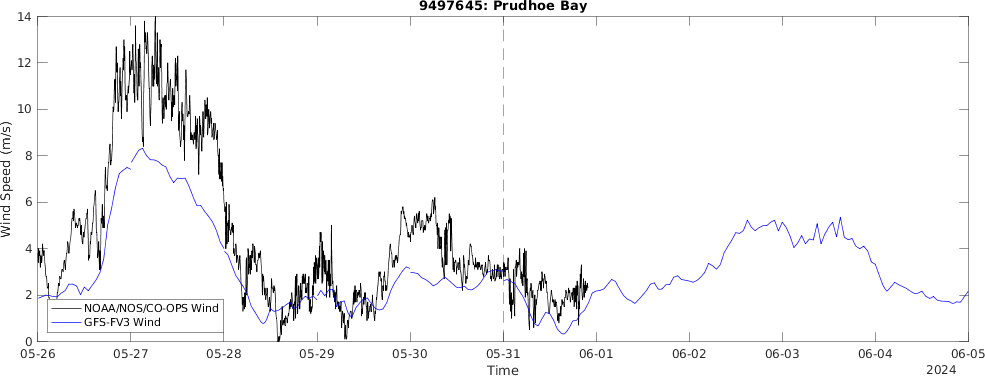 9497645: Prudhoe Bay
Wind Speed (m/s)
14
12
10
8
6
4
2
0
NOAA/NOS/CO-OPS Wind
GFS-FV3 Wind
05-26 05-27 05-28 05-29 05-30 05-31 06-01 06-02 06-03 06-04 06-05
Time
2024